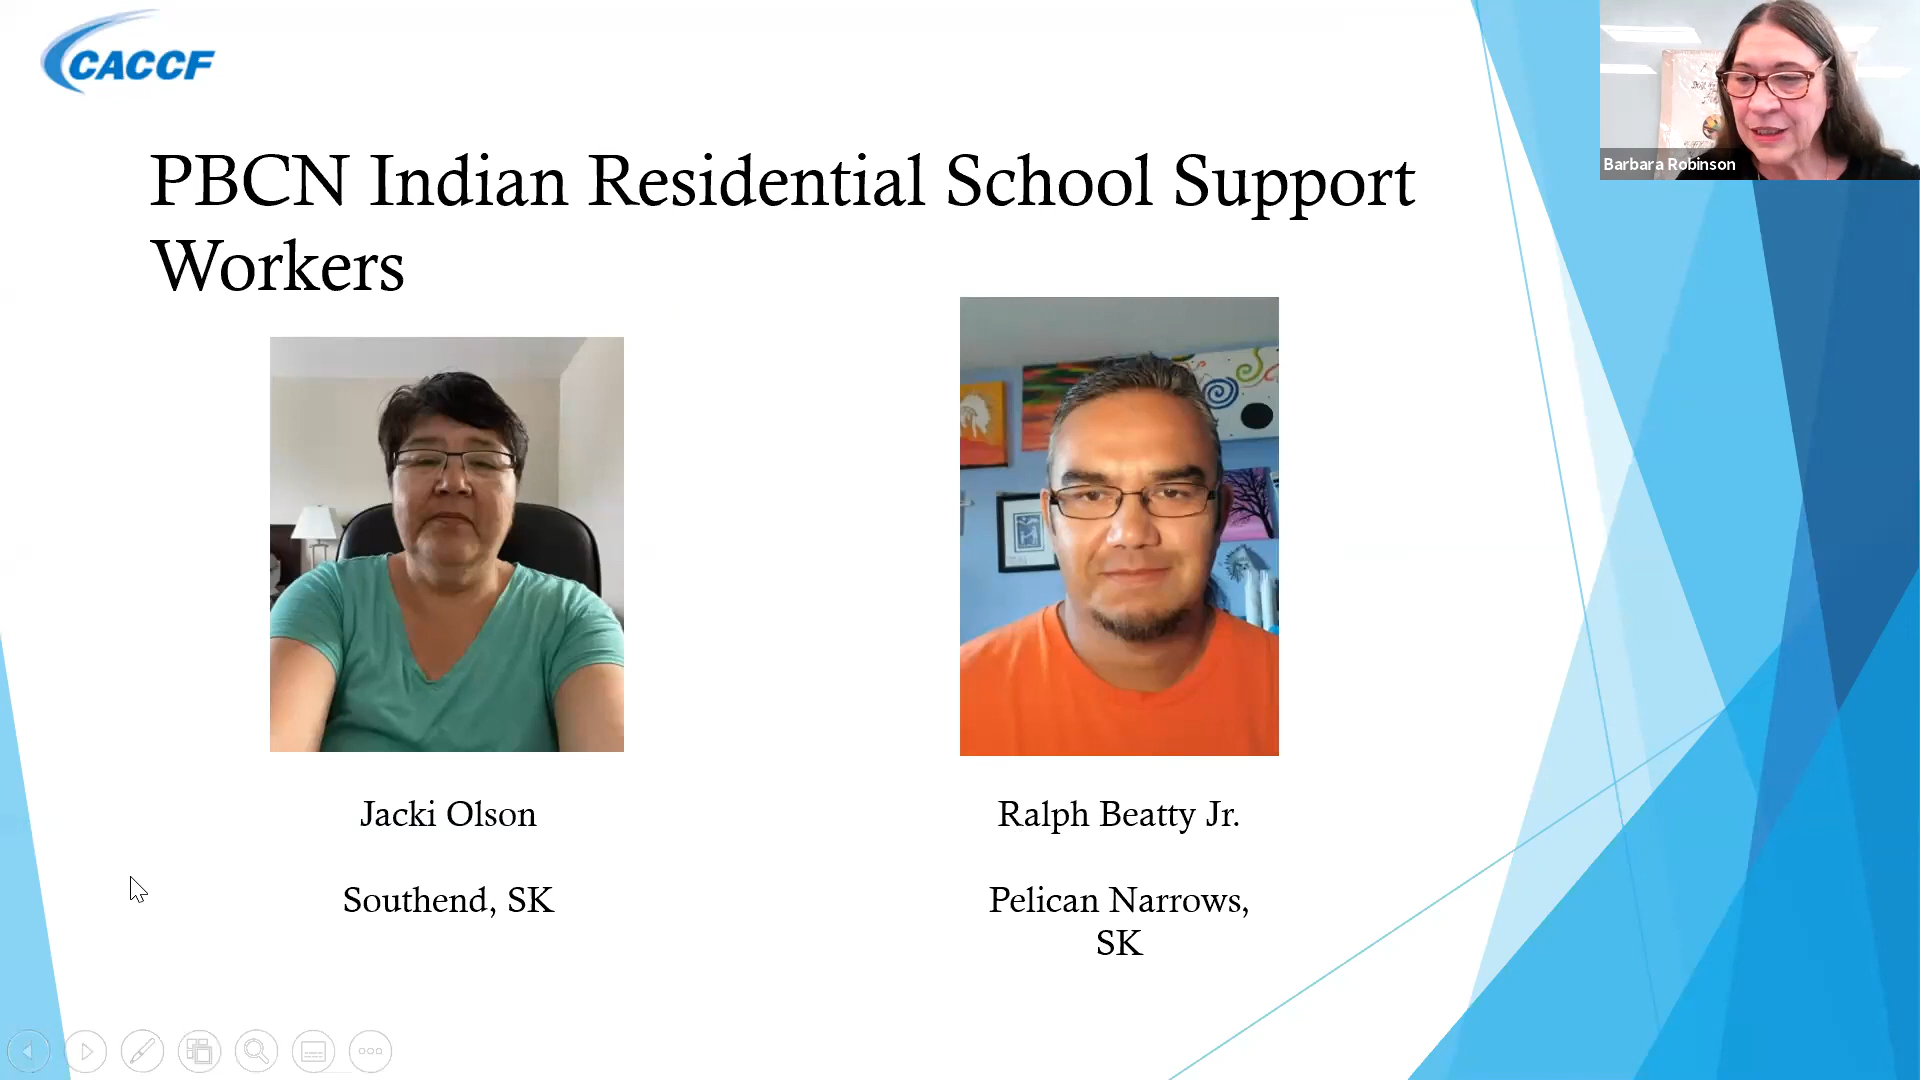 CACCF
Barbara Robinson
PBCN Indian Residential School Support
Workers
Jacki Olson
Southend, SK
Ralph Beatty Jr.
Pelican Narrows,
SK